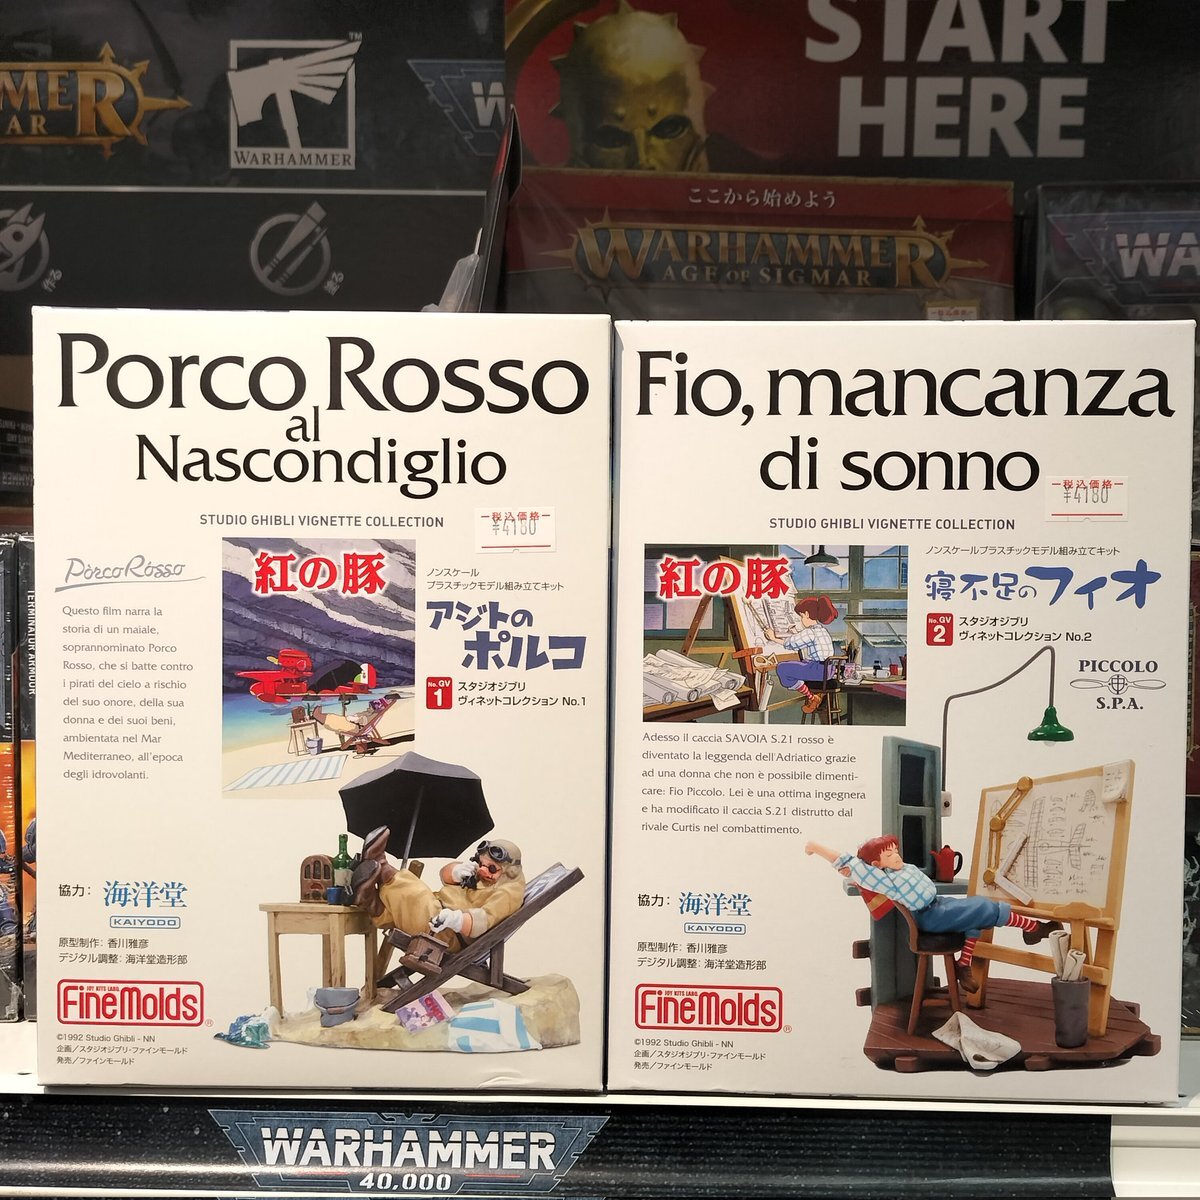 START
HERE
MER
AR
WARHAMMER
TM
W
ここから始めよう
WARHAMMER
AGE OF SIGMAR
WA
作る
塗る
Porco Rosso
al
Nascondiglio
STUDIO GHIBLI VIGNETTE COLLECTION
税込価格
¥4180
Porco Rosso
Questo film narra la
storia di un maiale,
soprannominato Porco
Rosso, che si batte contro
i pirati del cielo a rischio
del suo onore, della sua
donna e dei suoi beni,
ambientata nel Mar
Mediterraneo, all'epoca
degli idrovolanti.
紅の豚
ノンスケール
プラスチックモデル組み立てキット
アジトの
ポルコ
No.GV
1
スタジオジブリ
ヴィネットコレクション No.1
協力: 海洋堂
KAIYODO
原型制作: 香川雅彦
デジタル調整: 海洋堂造形部
JOY KITS LABO.
FineMolds®
©1992 Studio Ghibli - NN
企画/スタジオジブリ・ファインモールド
発売/ファインモールド
Fio, mancanza
di sonno
税込価格
¥4180
STUDIO GHIBLI VIGNETTE COLLECTION
紅の豚
ノンスケールプラスチックモデル組み立てキット
寝不足のフィオ
No.GV
2
スタジオジブリ
ヴィネットコレクション No.2
PICCOLO
S.P.A.
Adesso il caccia SAVOIA S.21 rosso è
diventato la leggenda dell'Adriatico grazie
ad una donna che non è possibile dimenti-
care: Fio Piccolo. Lei è una ottima ingegnera
e ha modificato il caccia S.21 distrutto dal
rivale Curtis nel combattimento.
協力: 海洋堂
KAIYODO
原型制作: 香川雅彦
デジタル調整: 海洋堂造形部
JOY KITS LABO.
FineMolds®
©1992 Studio Ghibli - NN
企画/スタジオジブリ・ファインモールド
発売/ファインモールド
TERMINATOR ARMOUR
WARHAMMER
40,000